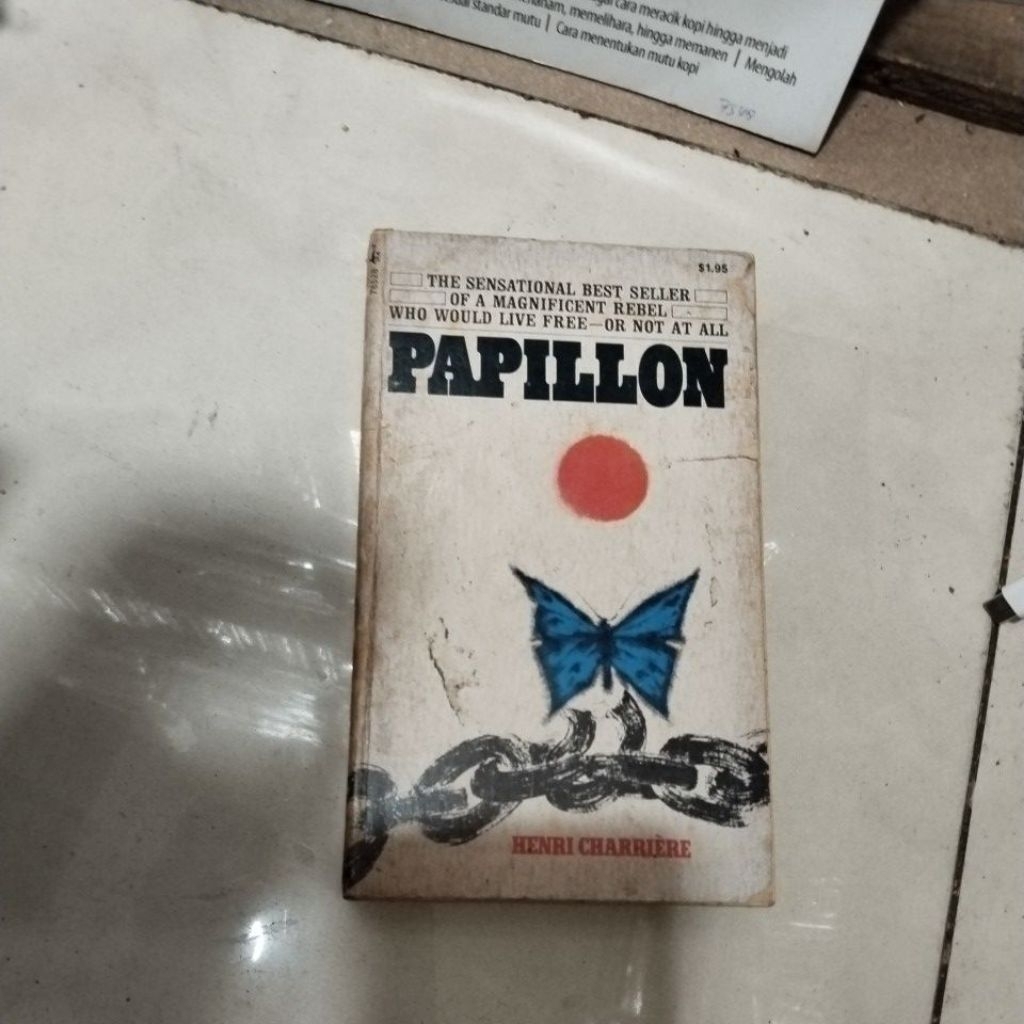 cara meracik kopi hingga menjadi
memelihara, hingga memanen | Mengolah
standar mutu | Cara menentukan mutu kopi
$1.95
THE SENSATIONAL BEST SELLER
OF A MAGNIFICENT REBEL
WHO WOULD LIVE FREE—OR NOT AT ALL
PAPILLON
HENRI CHARRIÈRE